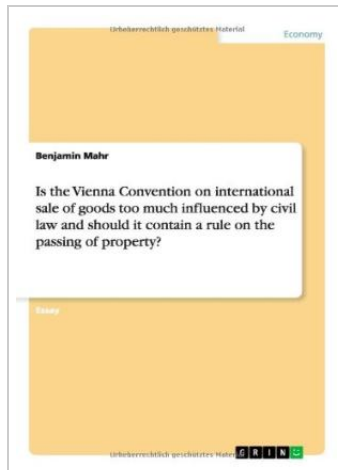 Urheberrechtlich geschütztes Material
Economy
Benjamin Mahr
Is the Vienna Convention on international
sale of goods too much influenced by civil
law and should it contain a rule on the
passing of property?
Essay
Urheberrechtlich geschütztes Mater
GRIN